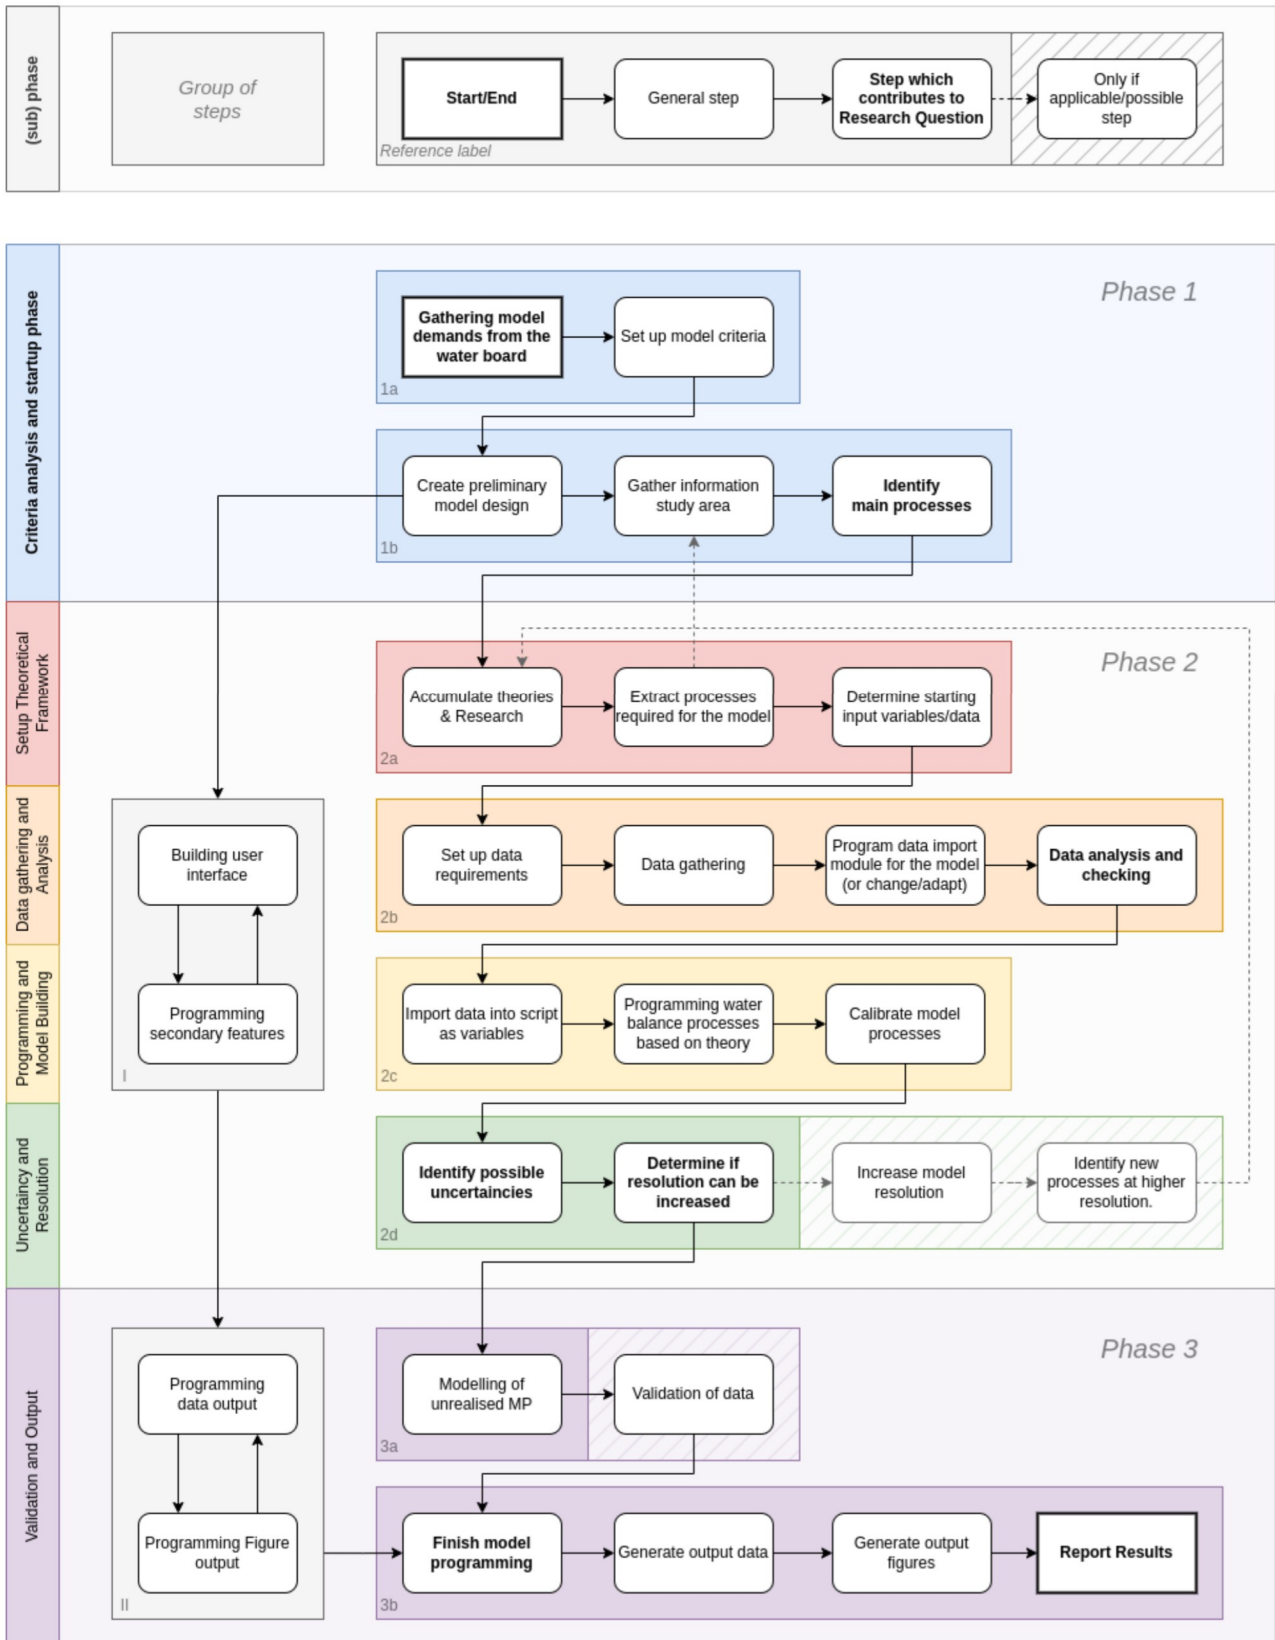 (sub) phase
Group of
steps
Start/End
General step
Step which
contributes to
Research Question
Only if
applicable/possible
step
Reference label
Criteria analysis and startup phase
Phase 1
Gathering model
demands from the
water board
Set up model criteria
1a
Create preliminary
model design
Gather information
study area
Identify
main processes
1b
Setup Theoretical
Framework
Phase 2
Accumulate theories
& Research
Extract processes
required for the model
Determine starting
input variables/data
2a
Data gathering and
Analysis
Building user
interface
Set up data
requirements
Data gathering
Program data import
module for the model
(or change/adapt)
Data analysis and
checking
2b
Programming and
Model Building
Programming
secondary features
I
Import data into script
as variables
Programming water
balance processes
based on theory
Calibrate model
processes
2c
Uncertaincy and
Resolution
Identify possible
uncertaincies
Determine if
resolution can be
increased
Increase model
resolution
Identify new
processes at higher
resolution.
2d
Validation and Output
Phase 3
Programming
data output
Modelling of
unrealised MP
Validation of data
3a
Programming Figure
output
II
Finish model
programming
Generate output data
Generate output
figures
Report Results
3b